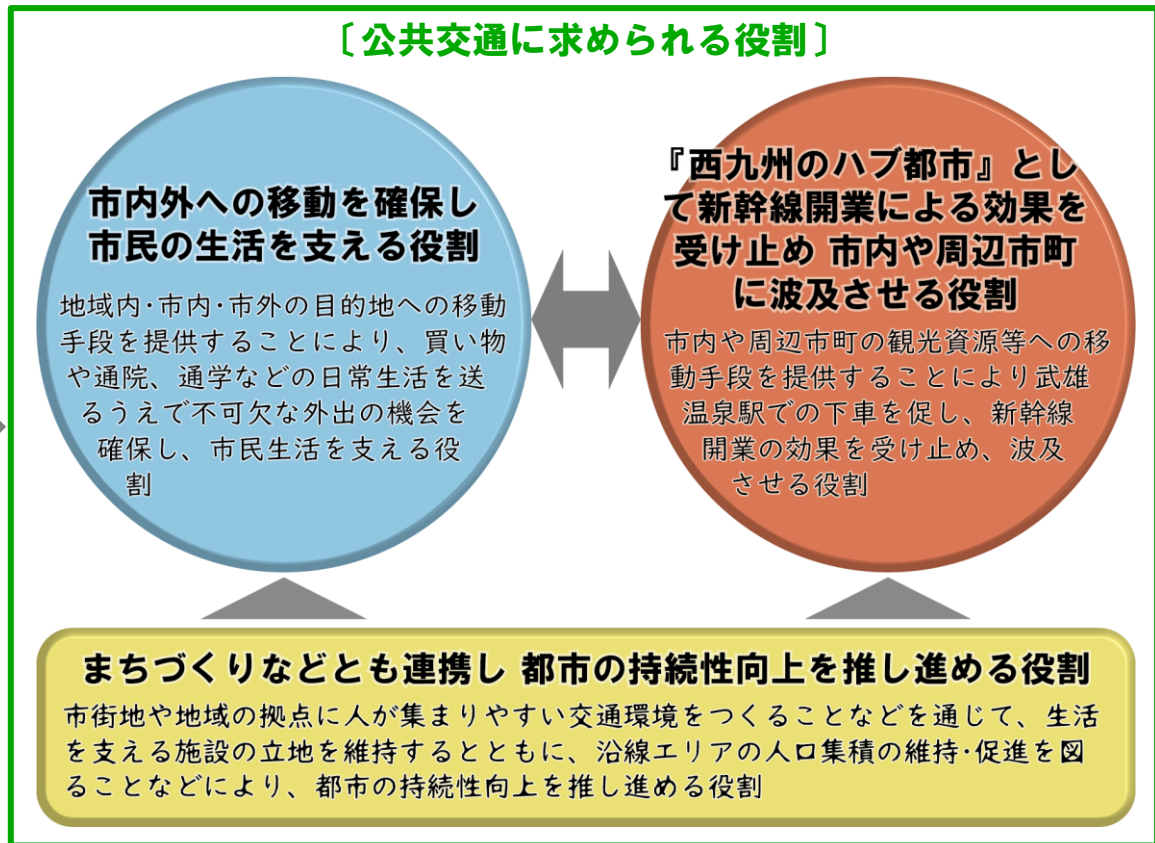 〔公共交通に求められる役割〕
市内外への移動を確保し
市民の生活を支える役割
地域内･市内･市外の目的地への移動
手段を提供することにより、買い物
や通院、通学などの日常生活を送
るうえで不可欠な外出の機会を
確保し、市民生活を支える役
割
『西九州のハブ都市』とし
て新幹線開業による効果を
受け止め 市内や周辺市町
に波及させる役割
市内や周辺市町の観光資源等への移
動手段を提供することにより武雄
温泉駅での下車を促し、新幹線
開業の効果を受け止め、波及
させる役割
まちづくりなどとも連携し 都市の持続性向上を推し進める役割
市街地や地域の拠点に人が集まりやすい交通環境をつくることなどを通じて、生活
を支える施設の立地を維持するとともに、沿線エリアの人口集積の維持･促進を図
ることなどにより、都市の持続性向上を推し進める役割